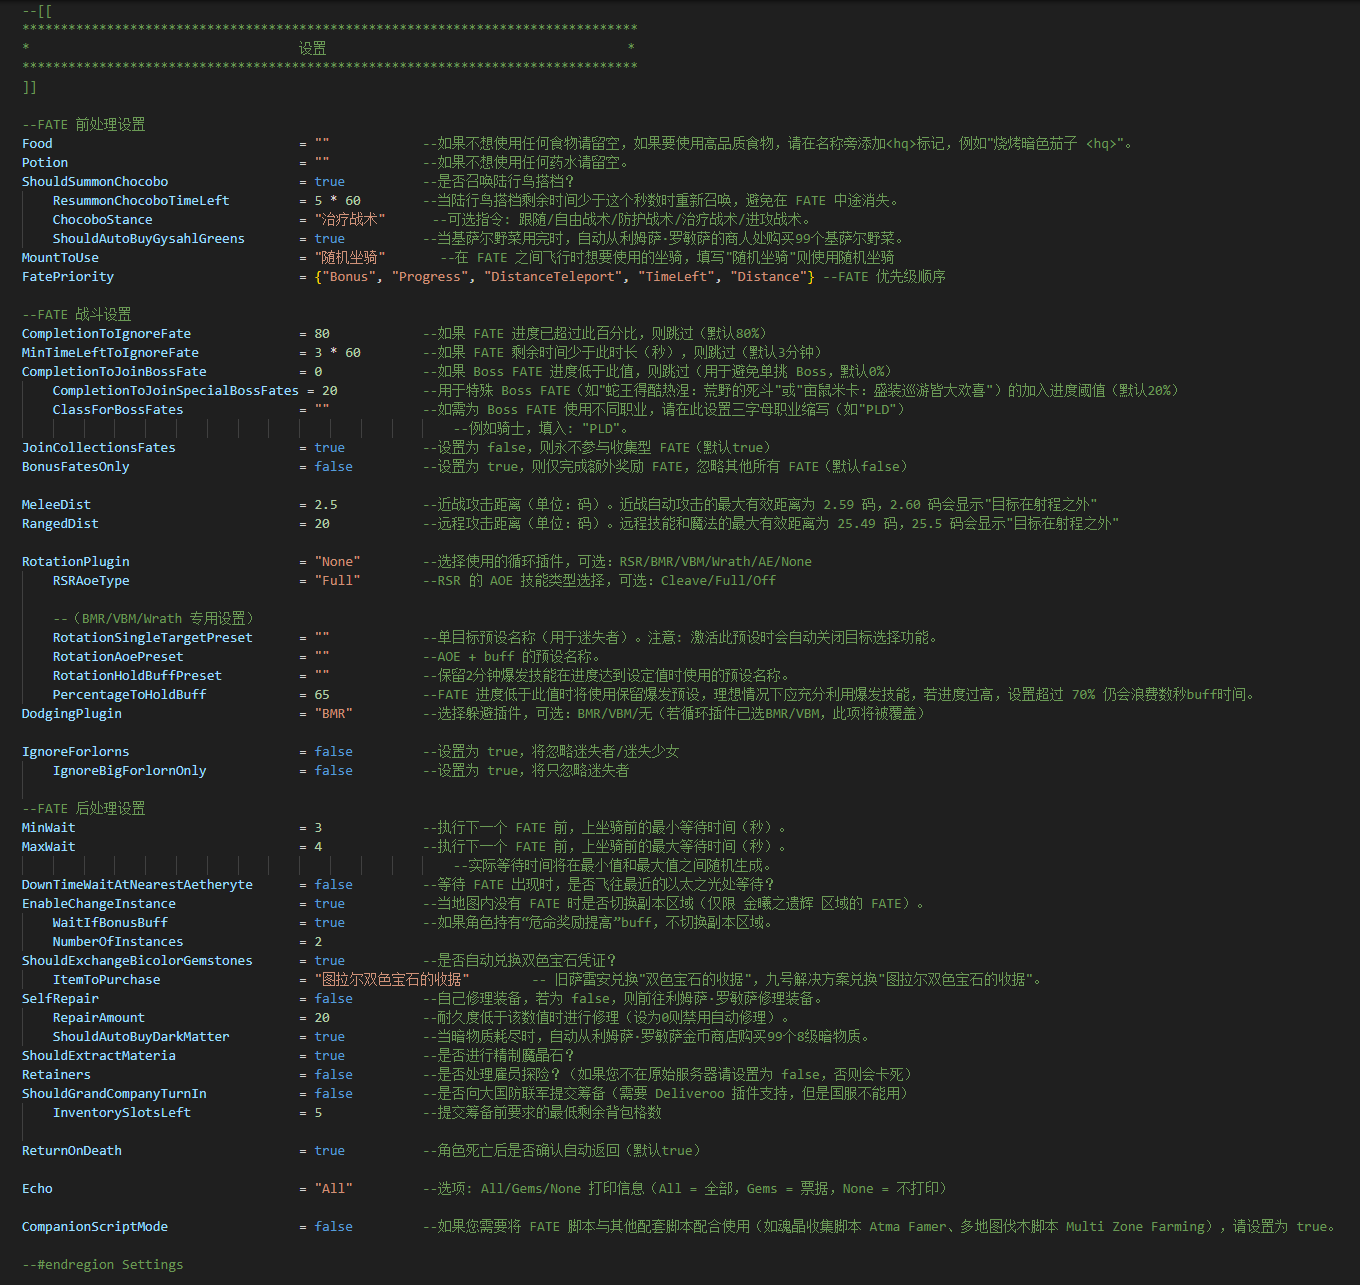 --[[
********************************************************************************
*                                   设置                                       *
********************************************************************************
]]

--FATE 前处理设置
Food                                = ""            --如果不想使用任何食物请留空，如果要使用高品质食物，请在名称旁添加<hq>标记，例如"烧烤暗色茄子 <hq>"。
Potion                              = ""            --如果不想使用任何药水请留空。
ShouldSummonChocobo                 = true          --是否召唤陆行鸟搭档？
    ResummonChocoboTimeLeft         = 5 * 60        --当陆行鸟搭档剩余时间少于这个秒数时重新召唤，避免在 FATE 中途消失。
    ChocoboStance                   = "治疗战术"      --可选指令: 跟随/自由战术/防护战术/治疗战术/进攻战术。
    ShouldAutoBuyGysahlGreens       = true          --当基萨尔野菜用完时，自动从利姆萨·罗敏萨的商人处购买99个基萨尔野菜。
MountToUse                          = "随机坐骑"       --在 FATE 之间飞行时想要使用的坐骑，填写"随机坐骑"则使用随机坐骑
FatePriority                        = {"Bonus", "Progress", "DistanceTeleport", "TimeLeft", "Distance"} --FATE 优先级顺序

--FATE 战斗设置
CompletionToIgnoreFate              = 80            --如果 FATE 进度已超过此百分比，则跳过（默认80%）
MinTimeLeftToIgnoreFate             = 3 * 60        --如果 FATE 剩余时间少于此时长（秒），则跳过（默认3分钟）
CompletionToJoinBossFate            = 0             --如果 Boss FATE 进度低于此值，则跳过（用于避免单挑 Boss，默认0%）
    CompletionToJoinSpecialBossFates = 20           --用于特殊 Boss FATE（如"蛇王得酷热涅：荒野的死斗"或"亩鼠米卡：盛装巡游皆大欢喜"）的加入进度阈值（默认20%）
    ClassForBossFates               = ""            --如需为 Boss FATE 使用不同职业，请在此设置三字母职业缩写（如"PLD"）
                                                        --例如骑士，填入: "PLD"。
JoinCollectionsFates                = true          --设置为 false，则永不参与收集型 FATE（默认true）
BonusFatesOnly                      = false         --设置为 true，则仅完成额外奖励 FATE，忽略其他所有 FATE（默认false）

MeleeDist                           = 2.5           --近战攻击距离（单位：码）。近战自动攻击的最大有效距离为 2.59 码，2.60 码会显示"目标在射程之外"
RangedDist                          = 20            --远程攻击距离（单位：码）。远程技能和魔法的最大有效距离为 25.49 码，25.5 码会显示"目标在射程之外"

RotationPlugin                      = "None"        --选择使用的循环插件，可选：RSR/BMR/VBM/Wrath/AE/None
    RSRAoeType                      = "Full"        --RSR 的 AOE 技能类型选择，可选：Cleave/Full/Off

    --（BMR/VBM/Wrath 专用设置）
    RotationSingleTargetPreset      = ""            --单目标预设名称（用于迷失者）。注意: 激活此预设时会自动关闭目标选择功能。
    RotationAoePreset               = ""            --AOE + buff 的预设名称。
    RotationHoldBuffPreset          = ""            --保留2分钟爆发技能在进度达到设定值时使用的预设名称。
    PercentageToHoldBuff            = 65            --FATE 进度低于此值时将使用保留爆发预设，理想情况下应充分利用爆发技能，若进度过高，设置超过 70% 仍会浪费数秒buff时间。
DodgingPlugin                       = "BMR"         --选择躲避插件，可选：BMR/VBM/无（若循环插件已选BMR/VBM，此项将被覆盖）

IgnoreForlorns                      = false         --设置为 true，将忽略迷失者/迷失少女
    IgnoreBigForlornOnly            = false         --设置为 true，将只忽略迷失者

--FATE 后处理设置
MinWait                             = 3             --执行下一个 FATE 前，上坐骑前的最小等待时间（秒）。
MaxWait                             = 4             --执行下一个 FATE 前，上坐骑前的最大等待时间（秒）。
                                                        --实际等待时间将在最小值和最大值之间随机生成。
DownTimeWaitAtNearestAetheryte      = false         --等待 FATE 出现时，是否飞往最近的以太之光处等待？
EnableChangeInstance                = true          --当地图内没有 FATE 时是否切换副本区域（仅限 金曦之遗辉 区域的 FATE）。
    WaitIfBonusBuff                 = true          --如果角色持有“危命奖励提高”buff，不切换副本区域。
    NumberOfInstances               = 2
ShouldExchangeBicolorGemstones      = true          --是否自动兑换双色宝石凭证？
    ItemToPurchase                  = "图拉尔双色宝石的收据"        -- 旧萨雷安兑换"双色宝石的收据"，九号解决方案兑换"图拉尔双色宝石的收据"。
SelfRepair                          = false         --自己修理装备，若为 false，则前往利姆萨·罗敏萨修理装备。
    RepairAmount                    = 20            --耐久度低于该数值时进行修理（设为0则禁用自动修理）。
    ShouldAutoBuyDarkMatter         = true          --当暗物质耗尽时，自动从利姆萨·罗敏萨金币商店购买99个8级暗物质。
ShouldExtractMateria                = true          --是否进行精制魔晶石？
Retainers                           = false         --是否处理雇员探险？（如果您不在原始服务器请设置为 false，否则会卡死）
ShouldGrandCompanyTurnIn            = false         --是否向大国防联军提交筹备（需要 Deliveroo 插件支持，但是国服不能用）
    InventorySlotsLeft              = 5             --提交筹备前要求的最低剩余背包格数

ReturnOnDeath                       = true          --角色死亡后是否确认自动返回（默认true）

Echo                                = "All"         --选项: All/Gems/None 打印信息（All = 全部，Gems = 票据，None = 不打印）

CompanionScriptMode                 = false         --如果您需要将 FATE 脚本与其他配套脚本配合使用（如魂晶收集脚本 Atma Famer、多地图伐木脚本 Multi Zone Farming），请设置为 true。

--#endregion Settings